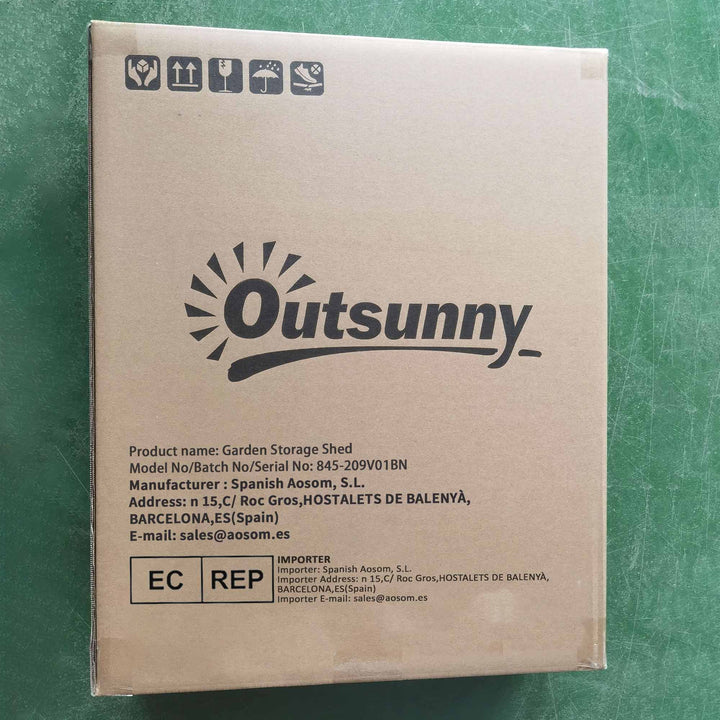 Outsunny
Product name: Garden Storage Shed
Model No/Batch No/Serial No: 845-209V01BN
Manufacturer : Spanish Aosom, S.L.
Address: n 15,C/ Roc Gros,HOSTALETS DE BALENYÀ,
BARCELONA,ES(Spain)
E-mail: sales@aosom.es
EC REP
IMPORTER
Importer: Spanish Aosom, S.L.
Importer Address: n 15,C/ Roc Gros,HOSTALETS DE BALENYÀ,
BARCELONA,ES(Spain)
Importer E-mail: sales@aosom.es